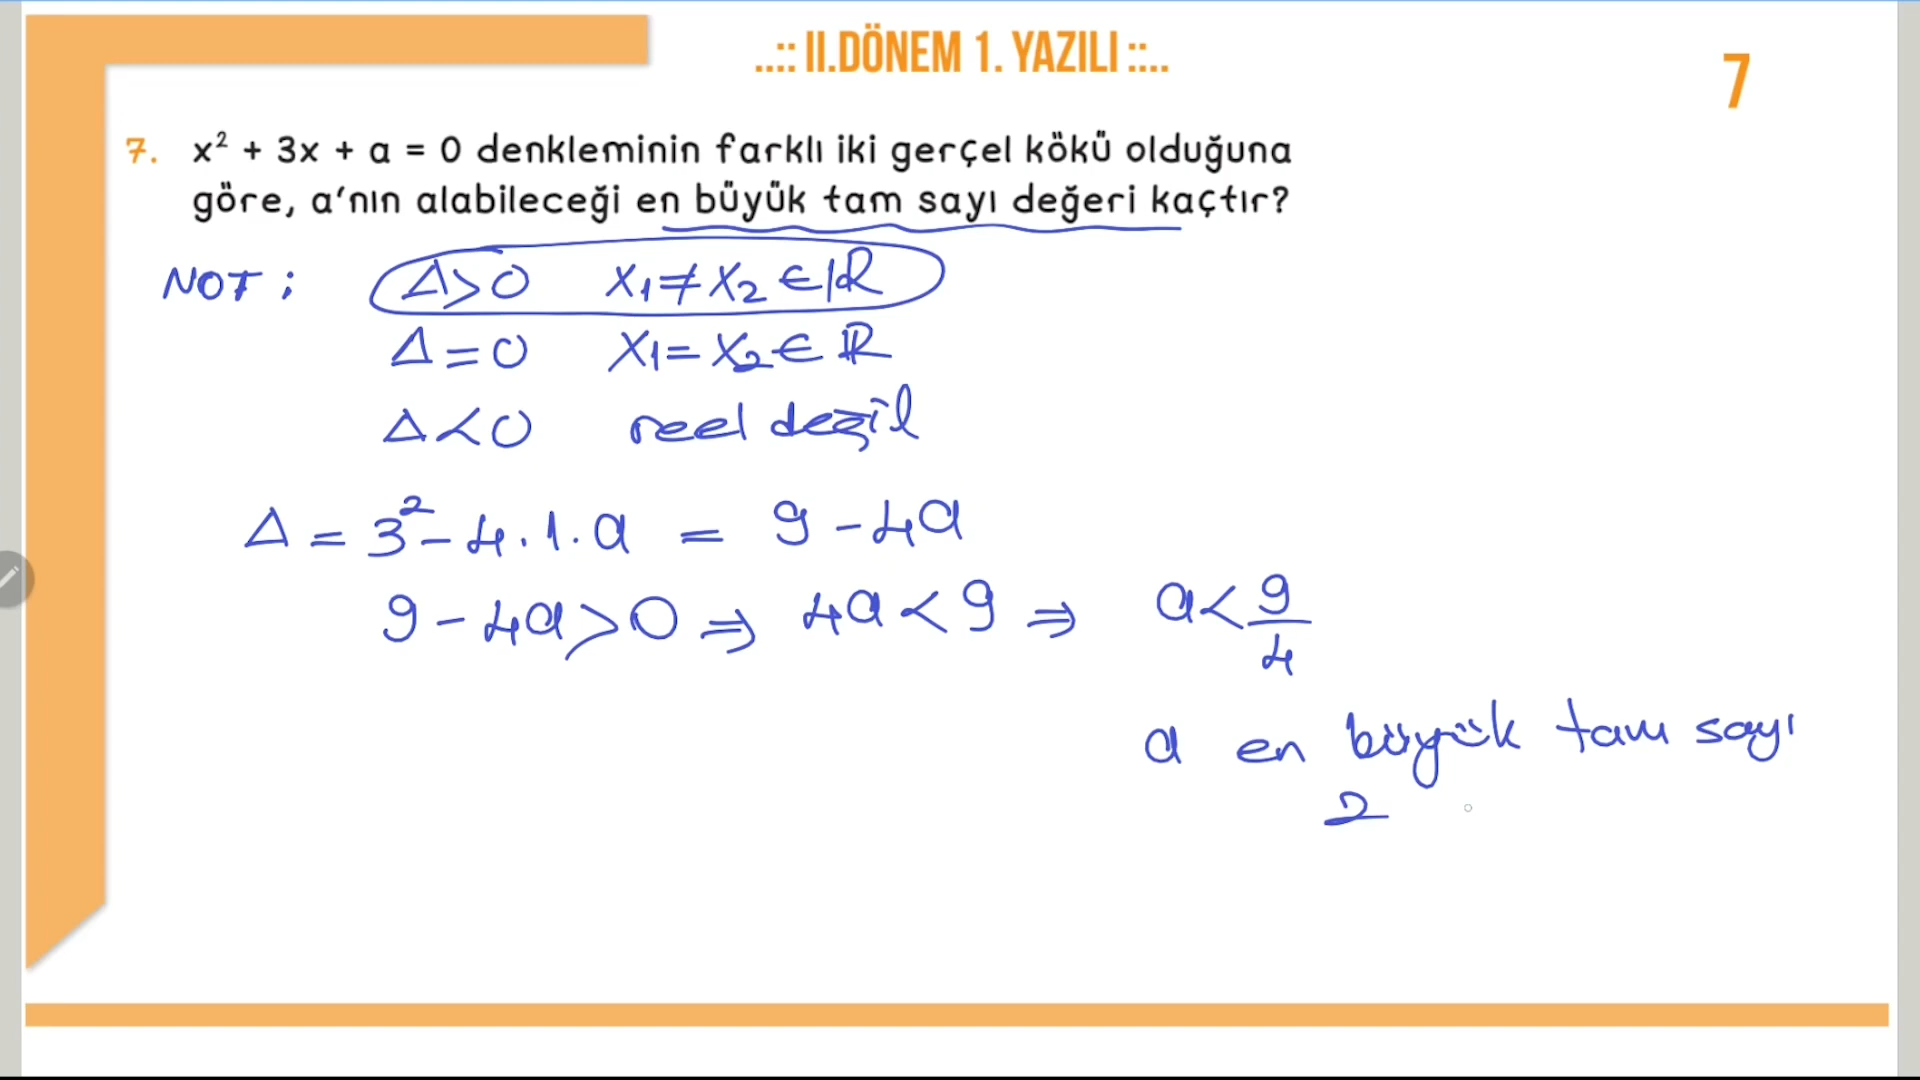 ..:: II.DÖNEM 1. YAZILI ::..
7
7. x² + 3x + a = 0 denkleminin farklı iki gerçel kökü olduğuna
göre, a'nın alabileceği en büyük tam sayı değeri kaçtır?
NOT : Δ>0 x₁≠x₂ ∈ℝ
Δ=0 x₁=x₂∈ℝ
Δ<0 reel değil
Δ = 3² - 4.1.a = 9 - 4a
9 - 4a>0 ⇒ 4a < 9 ⇒ a< 9/4
a en büyük tam sayı
2